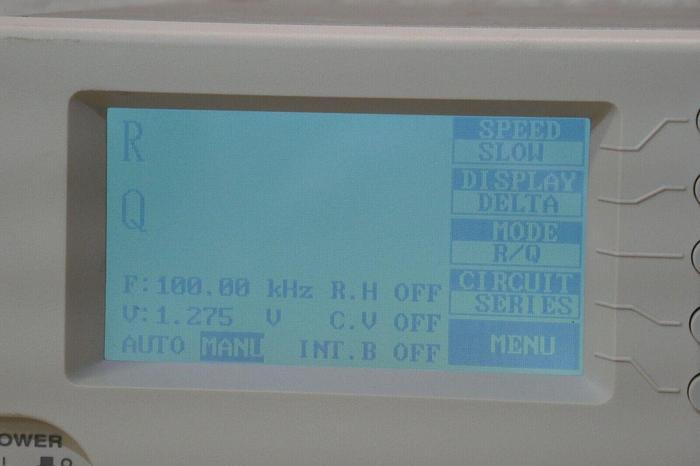 R
Q
F:100.00 kHz R.H OFF
V:1.275 V C.V OFF
AUTO MANU INT.B OFF
SPEED
SLOW
DISPLAY
DELTA
MODE
R/Q
CIRCUIT
SERIES
MENU
OWER